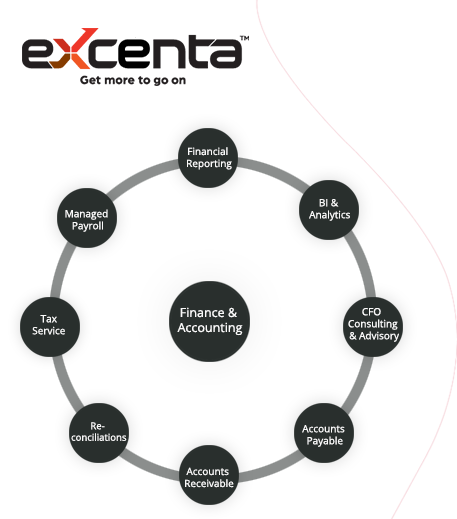 excenta™
Get more to go on
Financial
Reporting
BI &
Analytics
CFO
Consulting
& Advisory
Accounts
Payable
Accounts
Receivable
Re-
conciliations
Tax
Service
Managed
Payroll
Finance &
Accounting